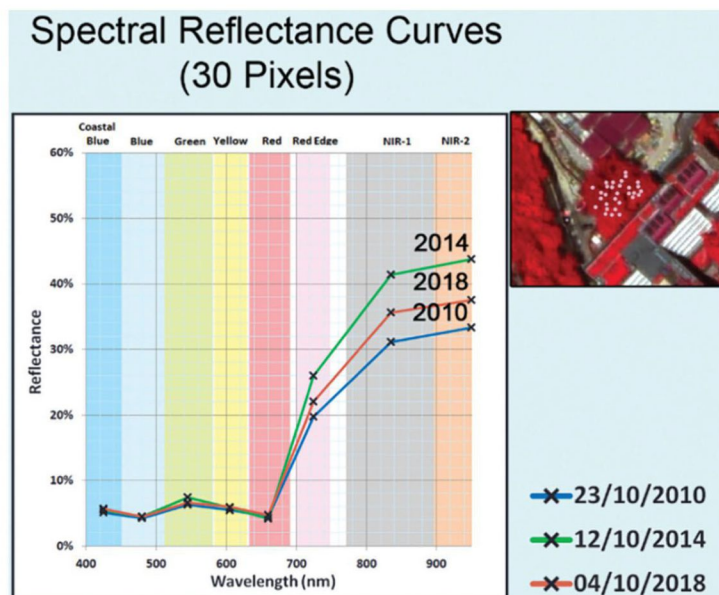 Spectral Reflectance Curves
(30 Pixels)
Coastal
Blue Blue Green Yellow Red Red Edge NIR-1 NIR-2
60%
50%
40%
30%
20%
10%
0%
Reflectance
2014
2018
2010
400 500 600 700 800 900
Wavelength (nm)
23/10/2010
12/10/2014
04/10/2018